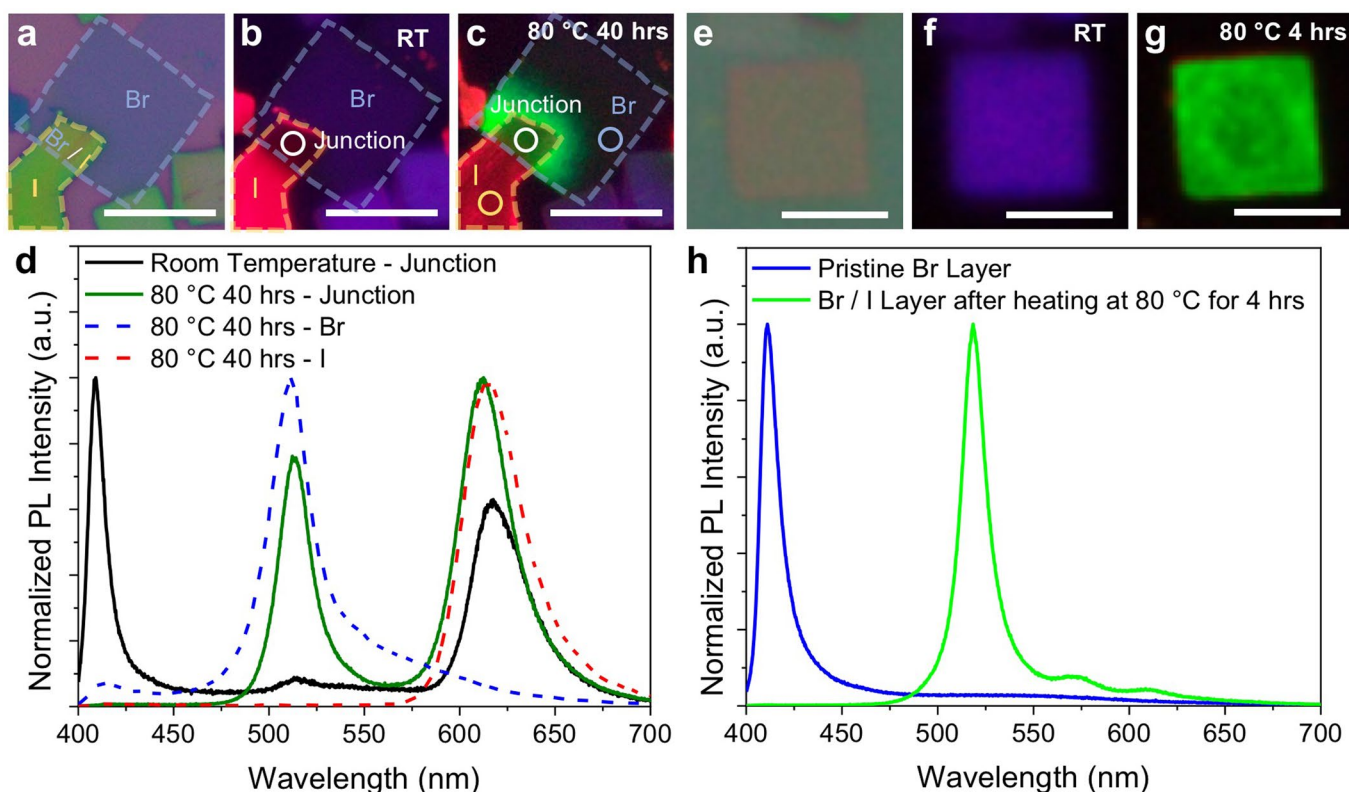 a
Br
Br / I
I
b
RT
Br
Junction
I
c
80 °C 40 hrs
Junction
Br
I
e
f
RT
g
80 °C 4 hrs
d
Room Temperature - Junction
80 °C 40 hrs - Junction
80 °C 40 hrs - Br
80 °C 40 hrs - I
Normalized PL Intensity (a.u.)
400 450 500 550 600 650 700
Wavelength (nm)
h
Pristine Br Layer
Br / I Layer after heating at 80 °C for 4 hrs
Normalized PL Intensity (a.u.)
400 450 500 550 600 650 700
Wavelength (nm)